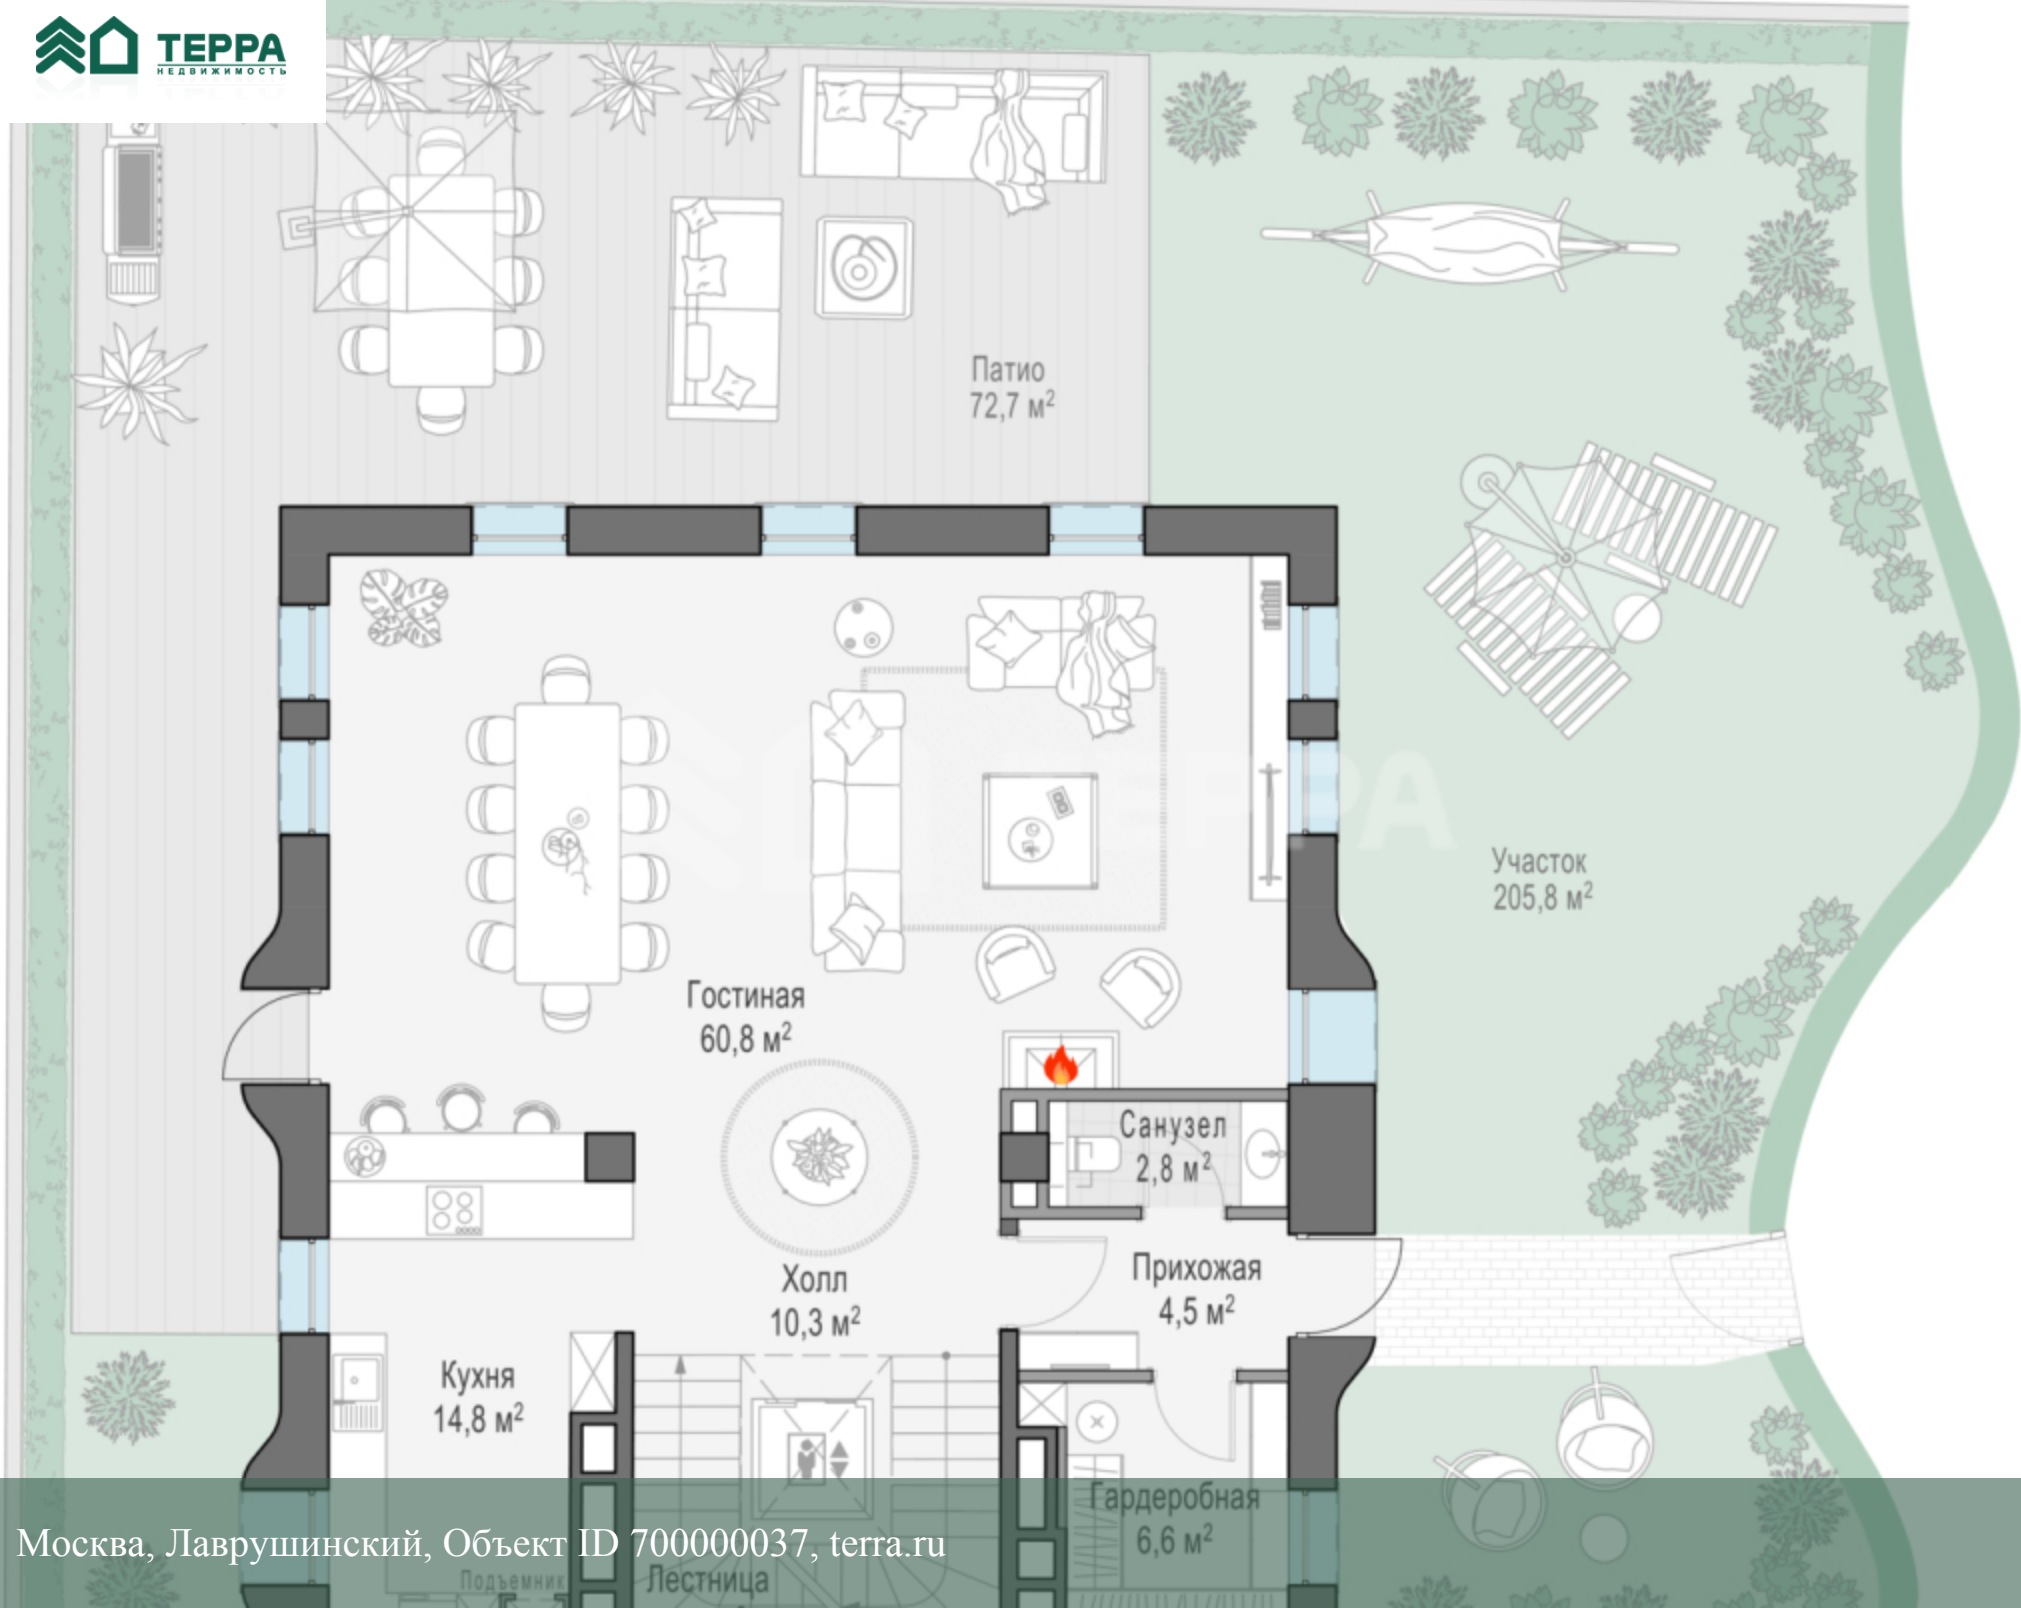 ТЕРРА
НЕДВИЖИМОСТЬ
Патио
72,7 м²
ТЕРРА
Участок
205,8 м²
Гостиная
60,8 м²
Санузел
2,8 м²
Холл
10,3 м²
Прихожая
4,5 м²
Кухня
14,8 м²
Гардеробная
6,6 м²
Москва, Лаврушинский, Объект ID 700000037, terra.ru
Подъемник
Лестница